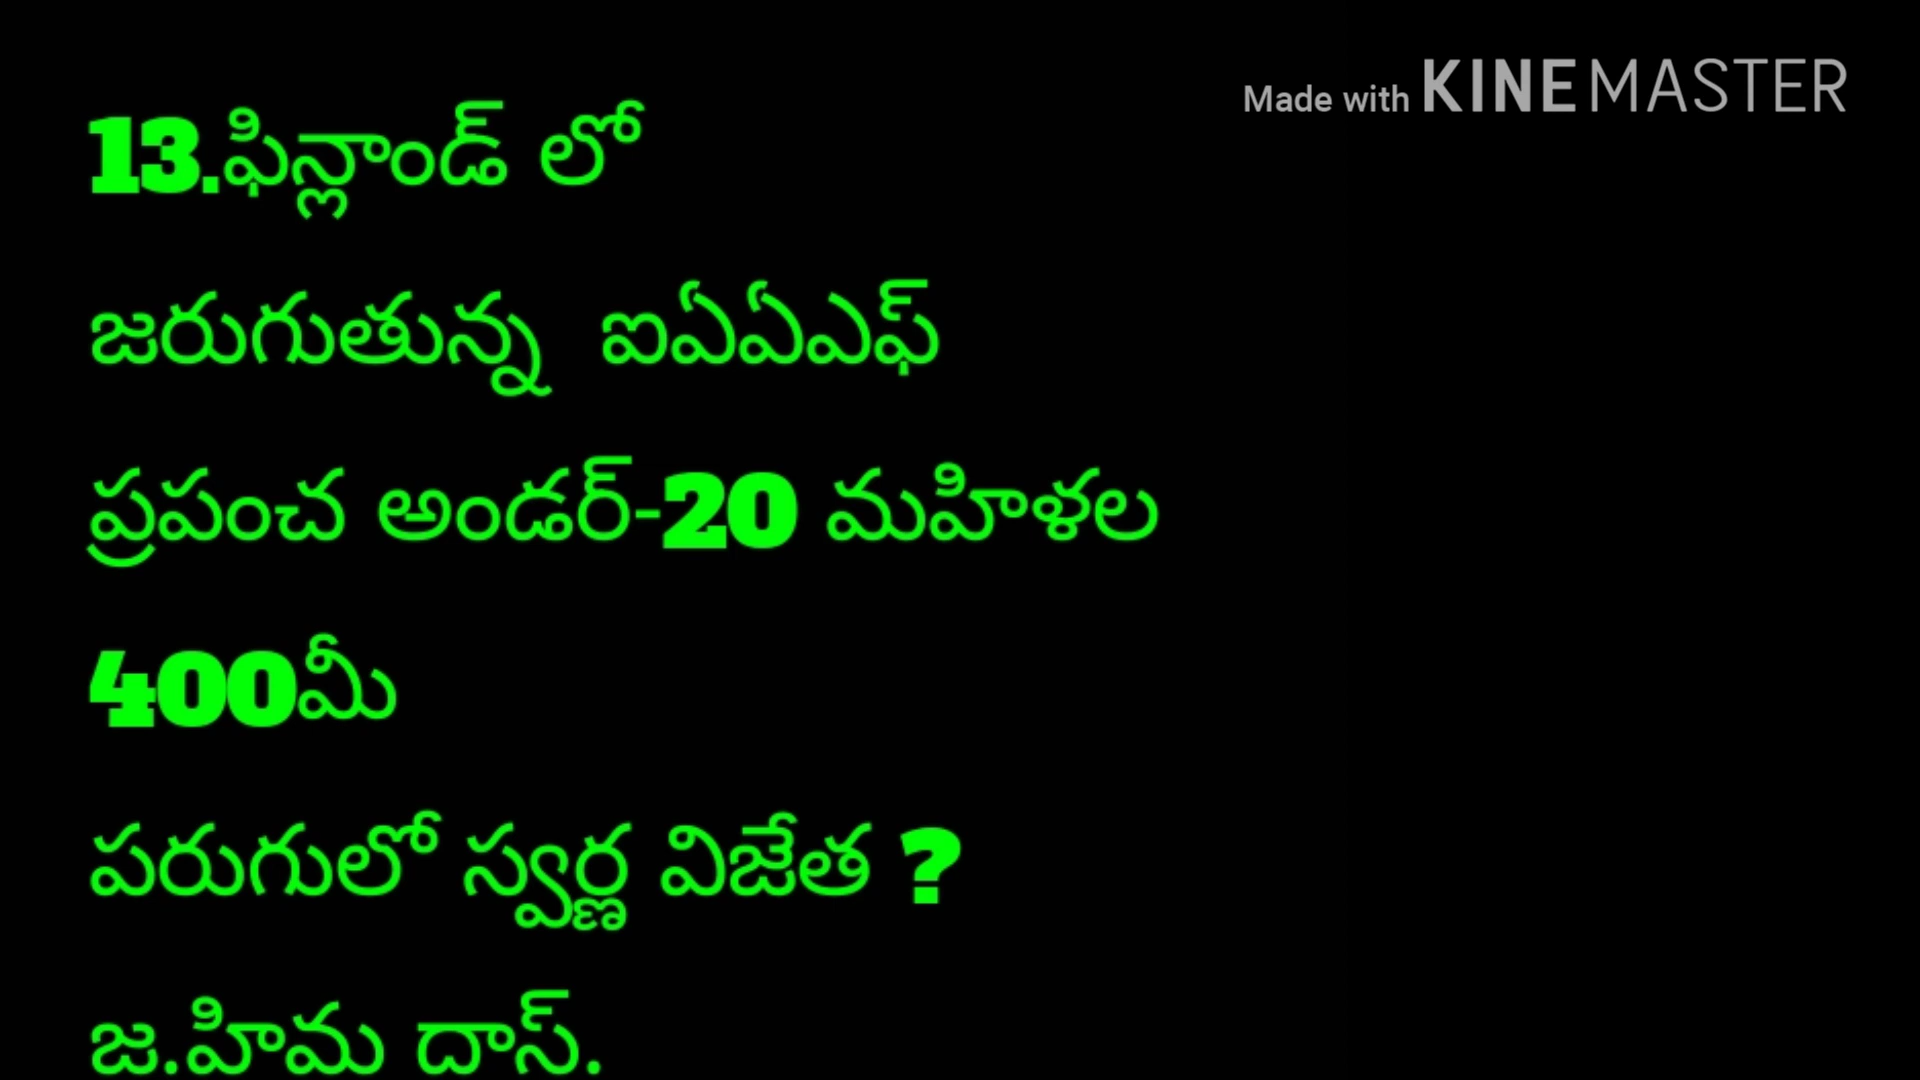 Made with KINEMASTER
13.ఫిన్లాండ్ లో
జరుగుతున్న  ఐఏఏఎఫ్
ప్రపంచ అండర్-20 మహిళల
400మీ
పరుగులో స్వర్ణ విజేత ?
జ.హిమ దాస్.